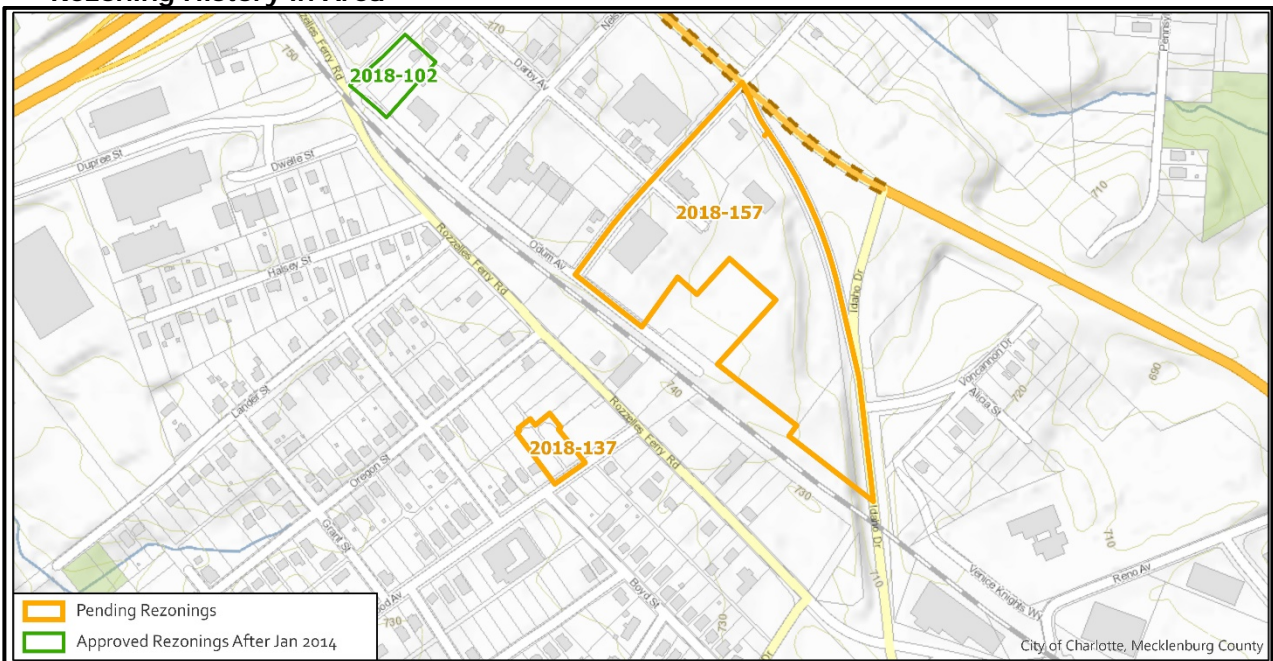 Rezoning History in Area
Rozzelles Ferry Rd
750
2018-102
770
Darby Av
Pennsyl
Dupree St
Dwelle St
710
2018-157
Halsey St
Rozzelles Ferry Rd
Odum Av
Idaho Dr
Voncannon Dr
Alicia St
720
690
Lander St
740
Rozzelles Ferry Rd
2018-137
Oregon St
730
Idaho Dr
710
Grant St
710
Reno Av
Venice Knights Wy
Boyd St
730
Pending Rezonings
Approved Rezonings After Jan 2014
City of Charlotte, Mecklenburg County